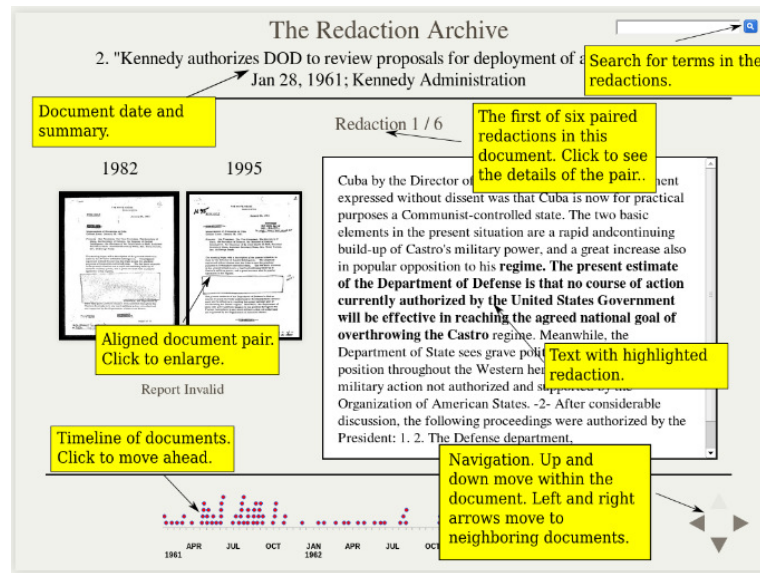 The Redaction Archive
2. "Kennedy authorizes DOD to review proposals for deployment of a
Jan 28, 1961; Kennedy Administration
Search for terms in the
redactions.
Document date and
summary.
Redaction 1 / 6
The first of six paired
redactions in this
document. Click to see
the details of the pair..
1982 1995
Cuba by the Director of
expressed without dissent was that Cuba is now for practical
purposes a Communist-controlled state. The two basic
elements in the present situation are a rapid andcontinuing
build-up of Castro's military power, and a great increase also
in popular opposition to his regime. The present estimate
of the Department of Defense is that no course of action
currently authorized by the United States Government
will be effective in reaching the agreed national goal of
overthrowing the Castro regime. Meanwhile, the
Department of State sees grave
position throughout the Western
military action not authorized and
Organization of American States. -2- After considerable
discussion, the following proceedings were authorized by the
President: 1. 2. The Defense department,
Aligned document pair.
Click to enlarge.
Text with highlighted
redaction.
Report Invalid
Timeline of documents.
Click to move ahead.
Navigation. Up and
down move within the
document. Left and right
arrows move to
neighboring documents.
APR JUL OCT JAN APR JUL
1961 1962